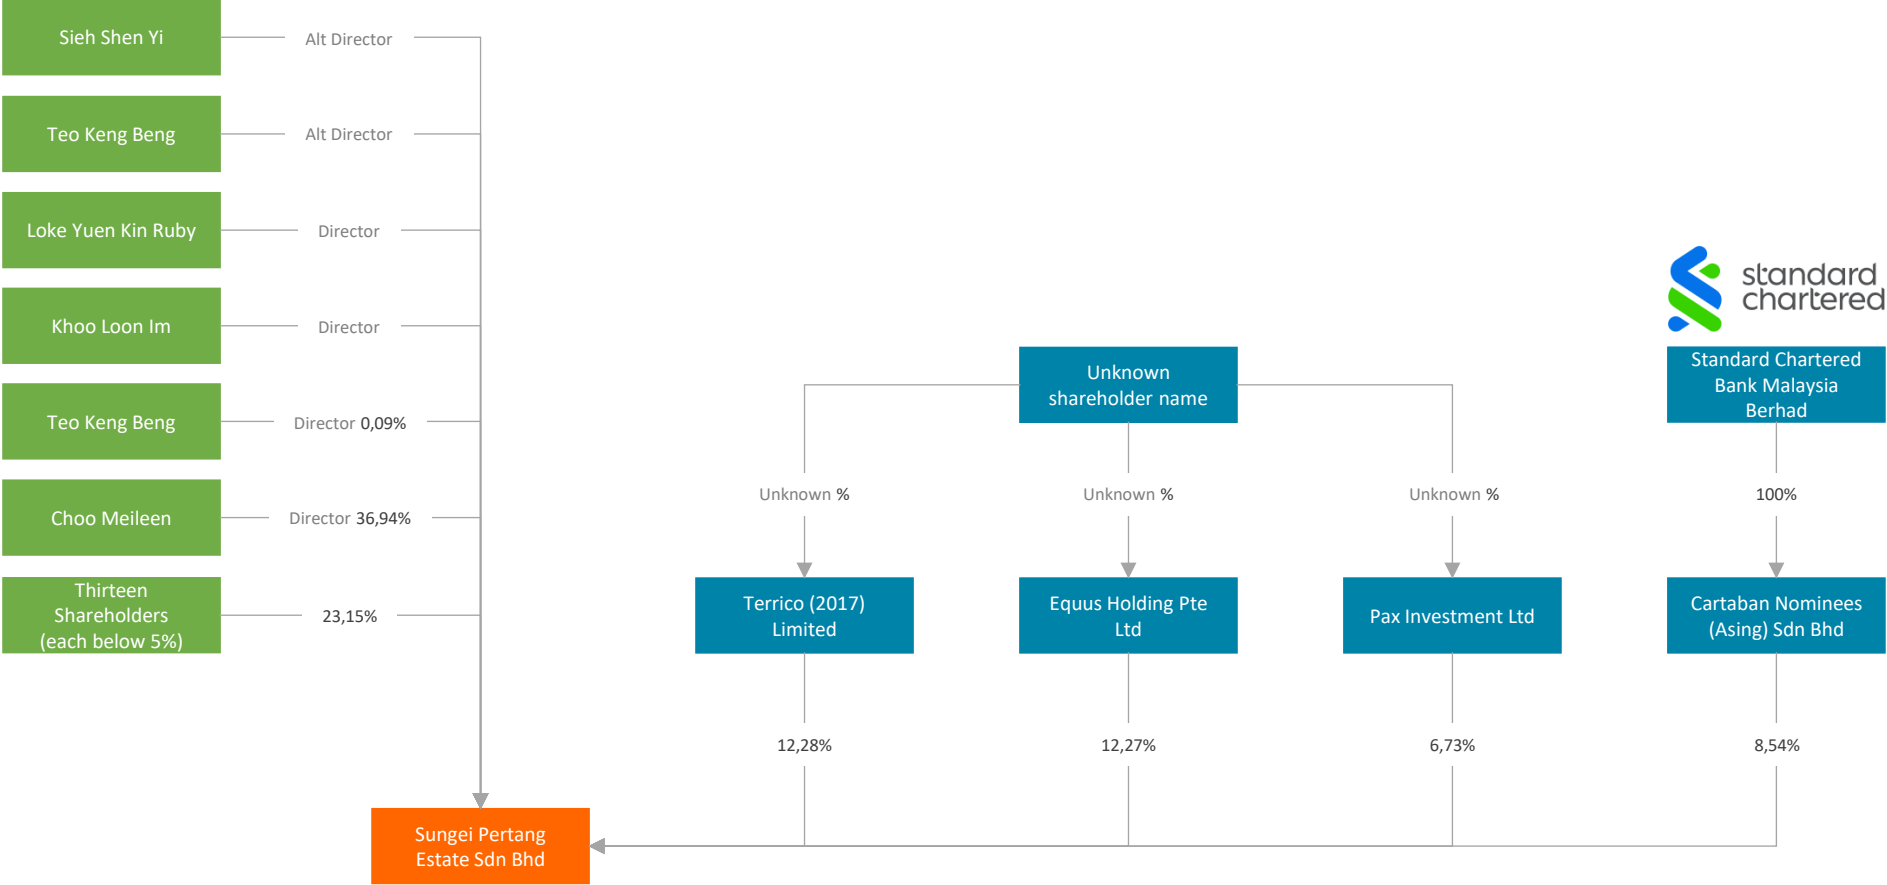 Sieh Shen Yi
Alt Director
Teo Keng Beng
Alt Director
Loke Yuen Kin Ruby
Director
Khoo Loon Im
Director
Teo Keng Beng
Director 0,09%
Choo Meileen
Director 36,94%
Thirteen
Shareholders
(each below 5%)
23,15%
standard
chartered
Unknown
shareholder name
Standard Chartered
Bank Malaysia
Berhad
Unknown %
Unknown %
Unknown %
100%
Terrico (2017)
Limited
Equus Holding Pte
Ltd
Pax Investment Ltd
Cartaban Nominees
(Asing) Sdn Bhd
12,28%
12,27%
6,73%
8,54%
Sungei Pertang
Estate Sdn Bhd